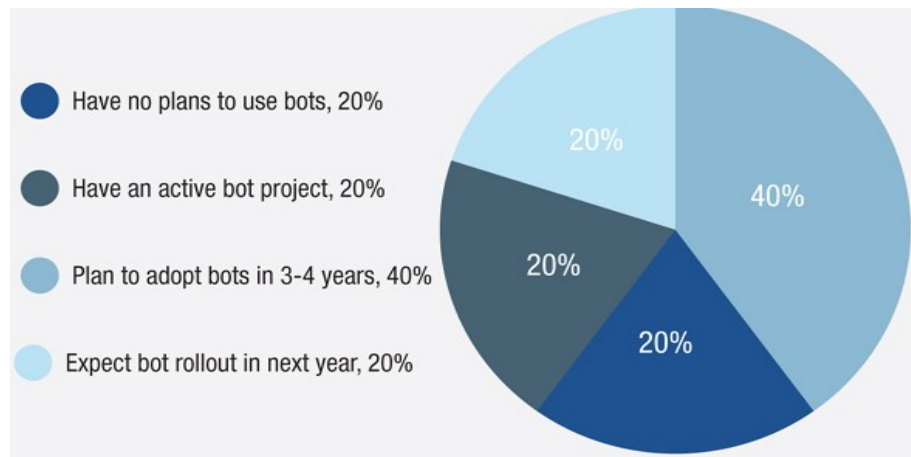 Have no plans to use bots, 20%
Have an active bot project, 20%
Plan to adopt bots in 3-4 years, 40%
Expect bot rollout in next year, 20%
20%
40%
20%
20%